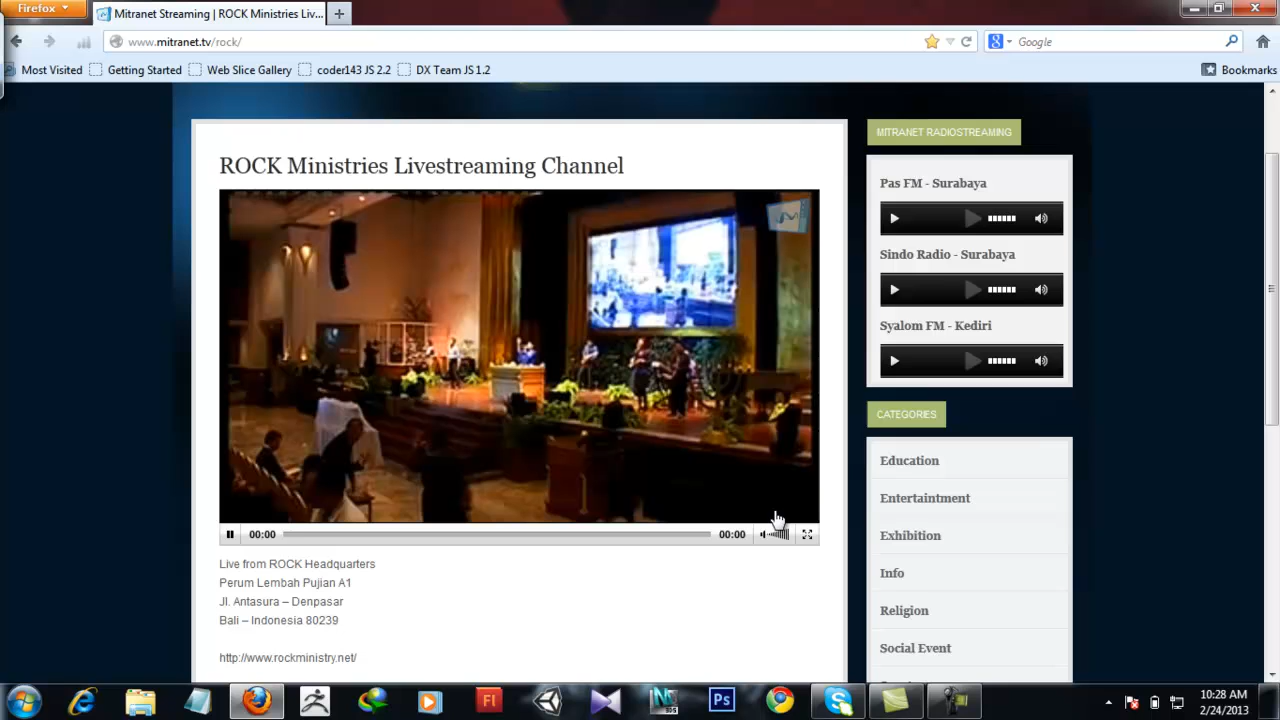 Firefox
Mitranet Streaming | ROCK Ministries Liv...
www.mitranet.tv/rock/
Google
Most Visited
Getting Started
Web Slice Gallery
coder143 JS 2.2
DX Team JS 1.2
Bookmarks
ROCK Ministries Livestreaming Channel
00:00
00:00
Live from ROCK Headquarters
Perum Lembah Pujian A1
Jl. Antasura – Denpasar
Bali – Indonesia 80239
http://www.rockministry.net/
MITRANET RADIOSTREAMING
Pas FM - Surabaya
Sindo Radio - Surabaya
Syalom FM - Kediri
CATEGORIES
Education
Entertaintment
Exhibition
Info
Religion
Social Event
10:28 AM
2/24/2013